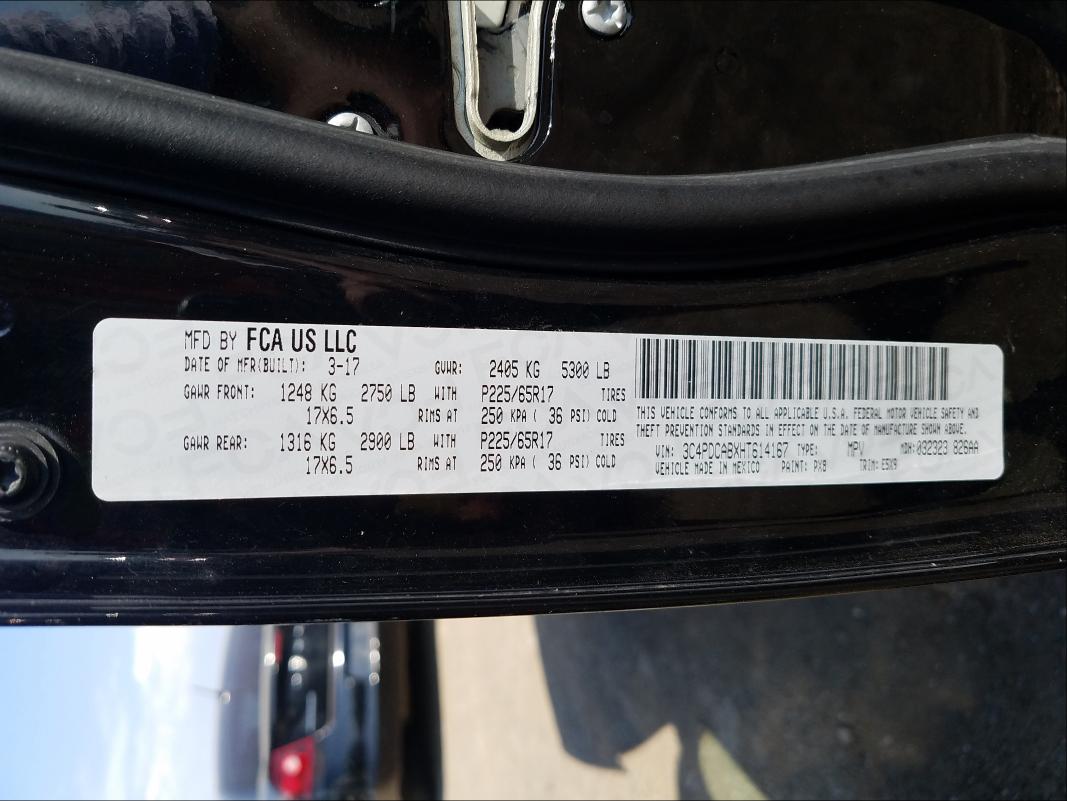 MFD BY FCA US LLC
DATE OF MFR(BUILT): 3-17 GVWR: 2405 KG 5300 LB
GAWR FRONT: 1248 KG 2750 LB WITH P225/65R17 TIRES
17X6.5 RIMS AT 250 KPA ( 36 PSI) COLD
GAWR REAR: 1316 KG 2900 LB WITH P225/65R17 TIRES
17X6.5 RIMS AT 250 KPA ( 36 PSI) COLD
THIS VEHICLE CONFORMS TO ALL APPLICABLE U.S.A. FEDERAL MOTOR VEHICLE SAFETY AND
THEFT PREVENTION STANDARDS IN EFFECT ON THE DATE OF MANUFACTURE SHOWN ABOVE.
VIN: 3C4PDCABXHT614167 TYPE: MPV MDH: 032323 826AA
VEHICLE MADE IN MEXICO PAINT: PX8 TRIM: E5X9